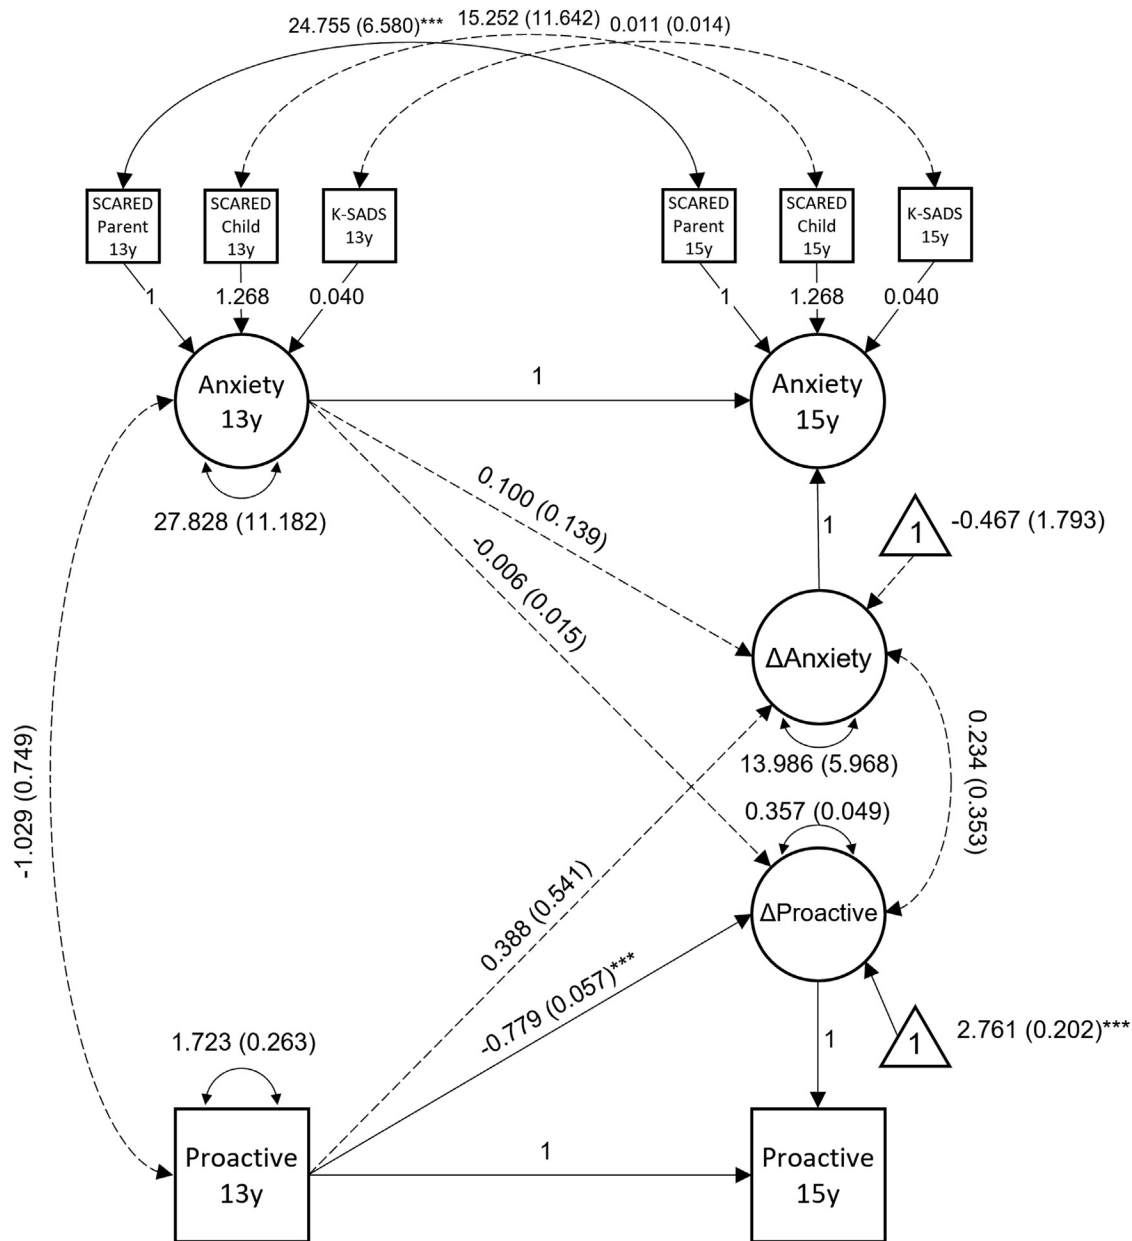 24.755 (6.580)***
15.252 (11.642)
0.011 (0.014)
SCARED
Parent
13y
SCARED
Child
13y
K-SADS
13y
SCARED
Parent
15y
SCARED
Child
15y
K-SADS
15y
1
1.268
0.040
1
1.268
0.040
Anxiety
13y
1
Anxiety
15y
27.828 (11.182)
0.100 (0.139)
-0.006 (0.015)
1
1
-0.467 (1.793)
ΔAnxiety
13.986 (5.968)
0.234 (0.353)
-1.029 (0.749)
0.357 (0.049)
ΔProactive
0.388 (0.541)
-0.779 (0.057)***
1
1
2.761 (0.202)***
1.723 (0.263)
Proactive
13y
1
Proactive
15y